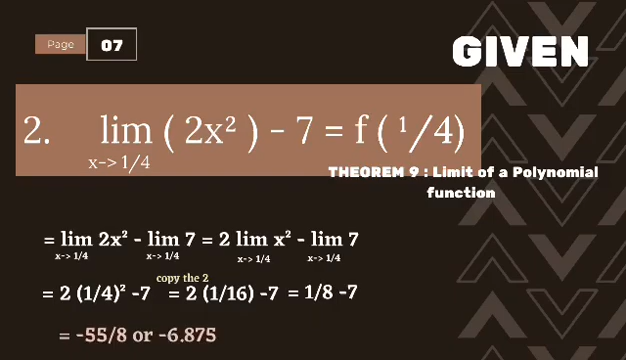 Page 07
GIVEN
2. lim ( 2x² ) - 7 = f ( ¹/4)
x-> 1/4
THEOREM 9 : Limit of a Polynomial
function
= lim 2x² - lim 7 = 2 lim x² - lim 7
x-> 1/4 x-> 1/4 x-> 1/4 x-> 1/4
copy the 2
= 2 (1/4)² -7 = 2 (1/16) -7 = 1/8 -7
= -55/8 or -6.875